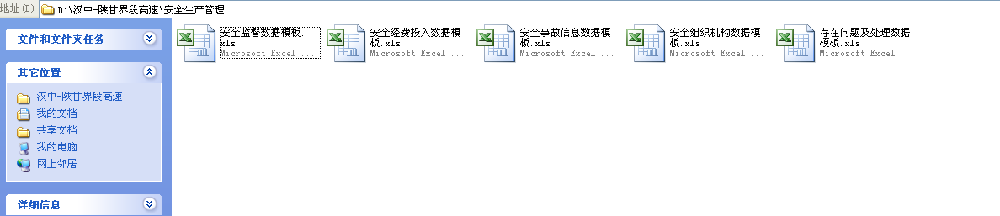 地址(D) D:\汉中-陕甘界段高速\安全生产管理
文件和文件夹任务
其它位置
汉中-陕甘界段高速
我的文档
共享文档
我的电脑
网上邻居
详细信息
安全监督数据模板.
xls
Microsoft Excel ...
安全经费投入数据模
板.xls
Microsoft Excel ...
安全事故信息数据模
板.xls
Microsoft Excel ...
安全组织机构数据模
板.xls
Microsoft Excel ...
存在问题及处理数据
模板.xls
Microsoft Excel ...